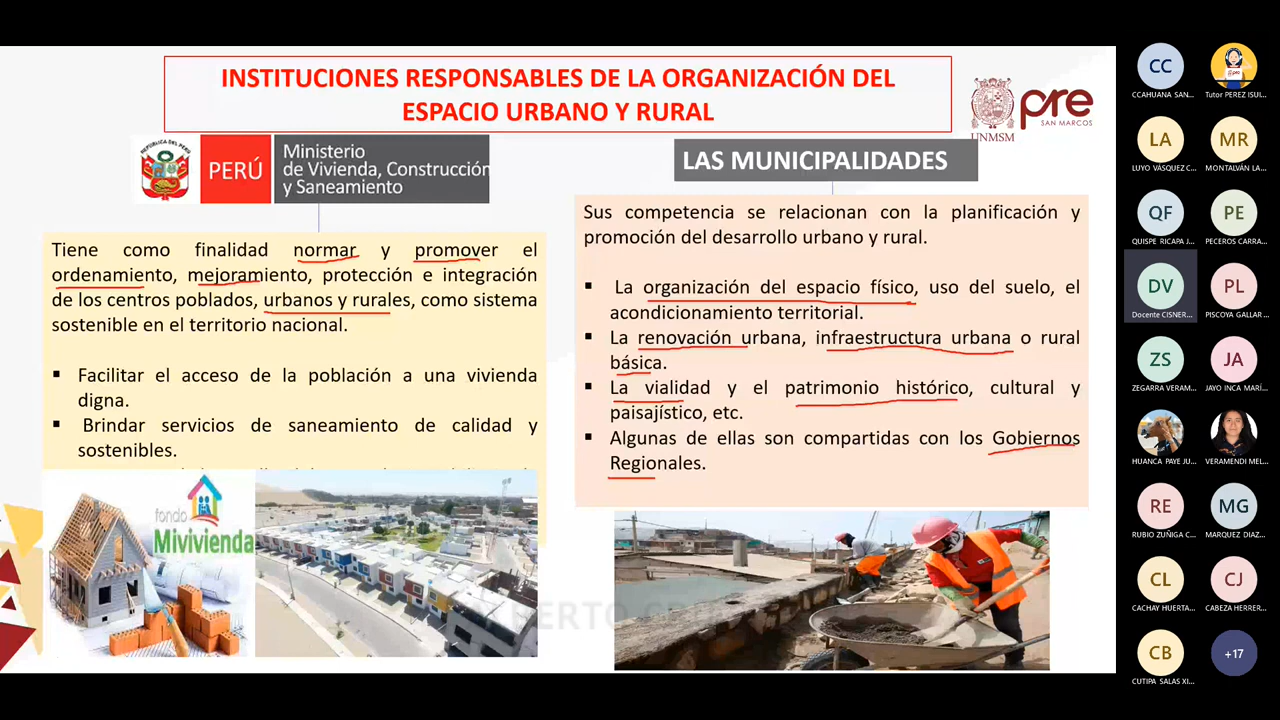 INSTITUCIONES RESPONSABLES DE LA ORGANIZACIÓN DEL
ESPACIO URBANO Y RURAL
UNMSM
pre
SAN MARCOS
REPÚBLICA DEL PERÚ
PERÚ
Ministerio
de Vivienda, Construcción
y Saneamiento
Tiene como finalidad normar y promover el
ordenamiento, mejoramiento, protección e integración
de los centros poblados, urbanos y rurales, como sistema
sostenible en el territorio nacional.
▪ Facilitar el acceso de la población a una vivienda
digna.
▪ Brindar servicios de saneamiento de calidad y
sostenibles.
fondo
Mivivienda
LAS MUNICIPALIDADES
Sus competencia se relacionan con la planificación y
promoción del desarrollo urbano y rural.
▪ La organización del espacio físico, uso del suelo, el
acondicionamiento territorial.
▪ La renovación urbana, infraestructura urbana o rural
básica.
▪ La vialidad y el patrimonio histórico, cultural y
paisajístico, etc.
▪ Algunas de ellas son compartidas con los Gobiernos
Regionales.
CC
CCAHUANA SAN...
Tutor PEREZ ISUI...
LA
LUYO VÁSQUEZ C...
MR
MONTALVÁN LA...
QF
QUISPE RICAPA J...
PE
PECEROS CARRA...
DV
Docente CISNER...
PL
PISCOYA GALLAR ...
ZS
ZEGARRA VERAM...
JA
JAYO INCA MARÍ...
HUANCA PAYE JU...
VERAMENDI MEL...
RE
RUBIO ZUÑIGA C...
MG
MARQUEZ DIAZ...
CL
CACHAY HUERTA...
CJ
CABEZA HERRER...
CB
CUTIPA SALAS XI...
+17